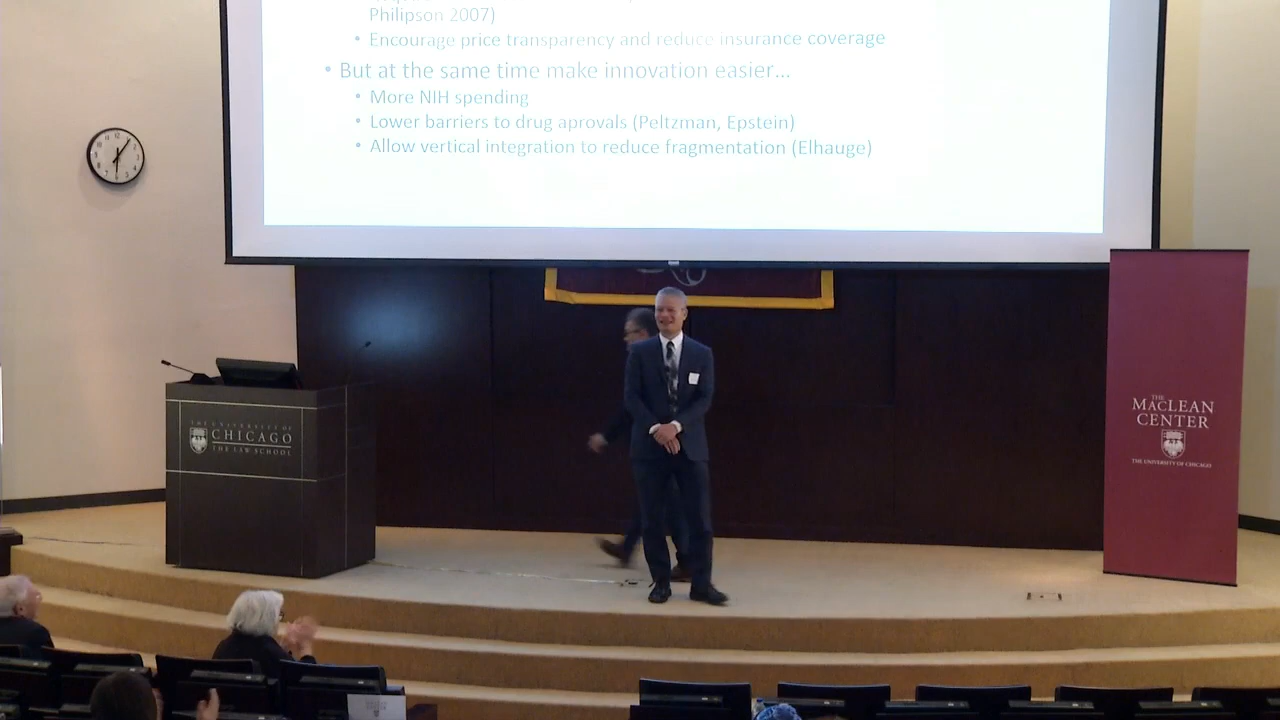 Philipson 2007)
• Encourage price transparency and reduce insurance coverage
• But at the same time make innovation easier...
• More NIH spending
• Lower barriers to drug aprovals (Peltzman, Epstein)
• Allow vertical integration to reduce fragmentation (Elhauge)
THE UNIVERSITY OF
CHICAGO
THE LAW SCHOOL
THE
MACLEAN
CENTER
THE UNIVERSITY OF CHICAGO